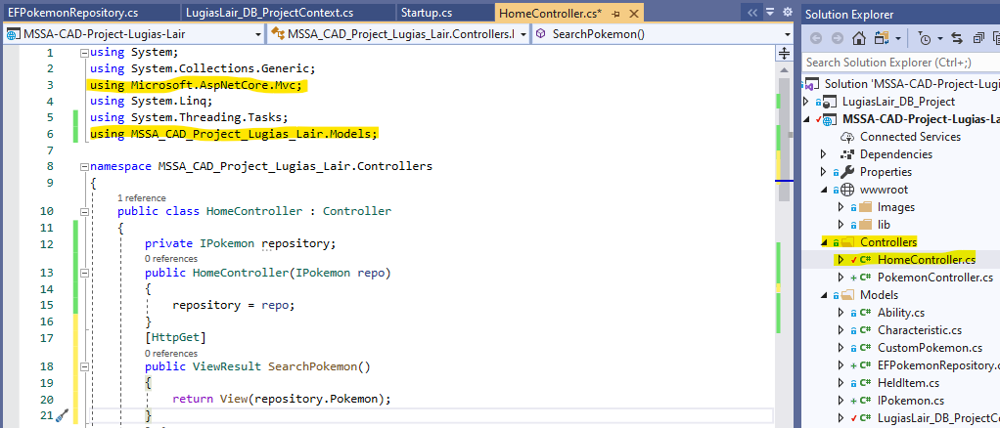 EFPokemonRepository.cs
LugiasLair_DB_ProjectContext.cs
Startup.cs
HomeController.cs*
MSSA-CAD-Project-Lugias-Lair
MSSA_CAD_Project_Lugias_Lair.Controllers.
SearchPokemon()
1 using System;
2 using System.Collections.Generic;
3 using Microsoft.AspNetCore.Mvc;
4 using System.Linq;
5 using System.Threading.Tasks;
6 using MSSA_CAD_Project_Lugias_Lair.Models;
7
8 namespace MSSA_CAD_Project_Lugias_Lair.Controllers
9 {
1 reference
10 public class HomeController : Controller
11 {
12 private IPokemon repository;
0 references
13 public HomeController(IPokemon repo)
14 {
15 repository = repo;
16 }
17 [HttpGet]
0 references
18 public ViewResult SearchPokemon()
19 {
20 return View(repository.Pokemon);
21 }
Solution Explorer
Search Solution Explorer (Ctrl+;)
Solution 'MSSA-CAD-Project-Lugi
LugiasLair_DB_Project
MSSA-CAD-Project-Lugias-La
Connected Services
Dependencies
Properties
wwwroot
Images
lib
Controllers
C# HomeController.cs
C# PokemonController.cs
Models
C# Ability.cs
C# Characteristic.cs
C# CustomPokemon.cs
C# EFPokemonRepository.c
C# HeldItem.cs
C# IPokemon.cs
C# LugiasLair_DB_ProjectCo